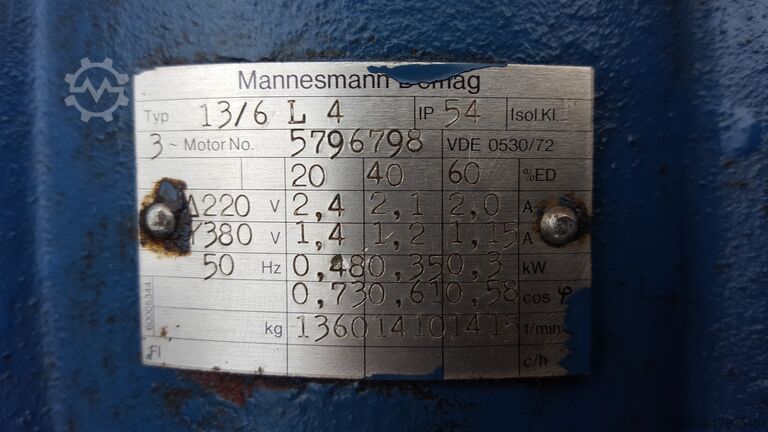 Mannesmann Demag
Typ 13/6 L 4 IP 54 Isol.Kl. F
3 ~ Motor No. 5796798 VDE 0530/72
20 40 60 %ED
Δ220 V 2,4 2,1 2,0 A
Y380 V 1,4 1,2 1,15 A
50 Hz 0,48 0,35 0,3 kW
0,73 0,61 0,58 cos φ
kg 1360 1410 1415 1/min
c/h
60005344